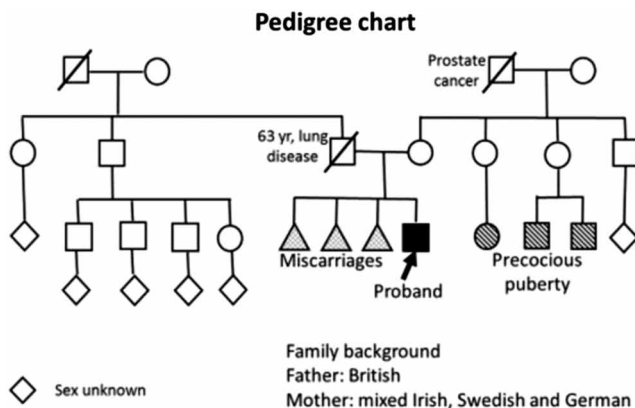 Pedigree chart
Prostate
cancer
63 yr, lung
disease
Miscarriages
Proband
Precocious
puberty
Family background
Father: British
Mother: mixed Irish, Swedish and German
Sex unknown